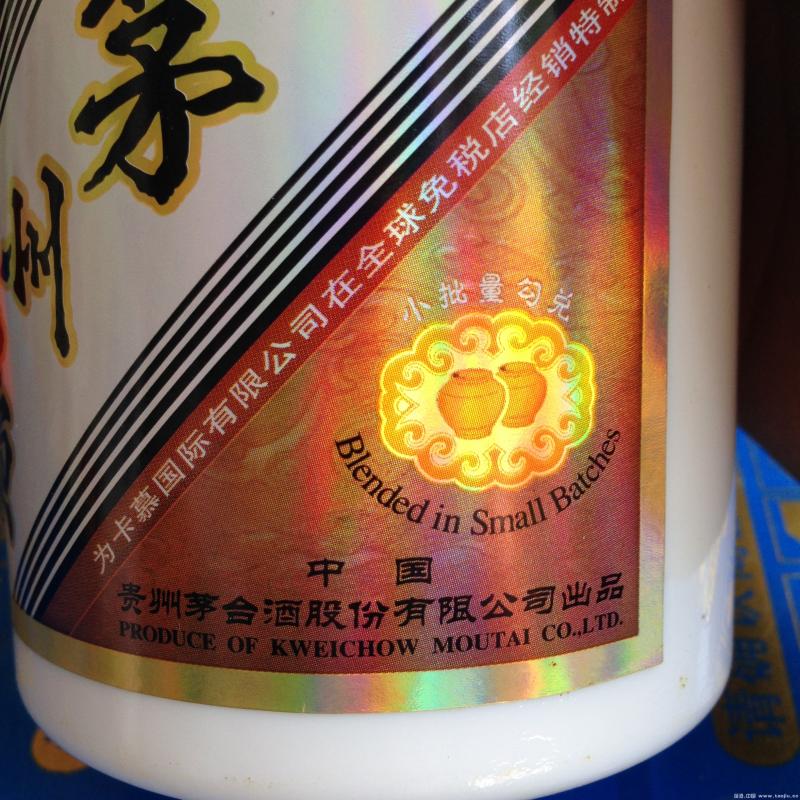 茅
州
为卡慕国际有限公司在全球免税店经销特制
小批量勾兑
Blended in Small Batches
中国
贵州茅台酒股份有限公司出品
PRODUCE OF KWEICHOW MOUTAI CO.,LTD.